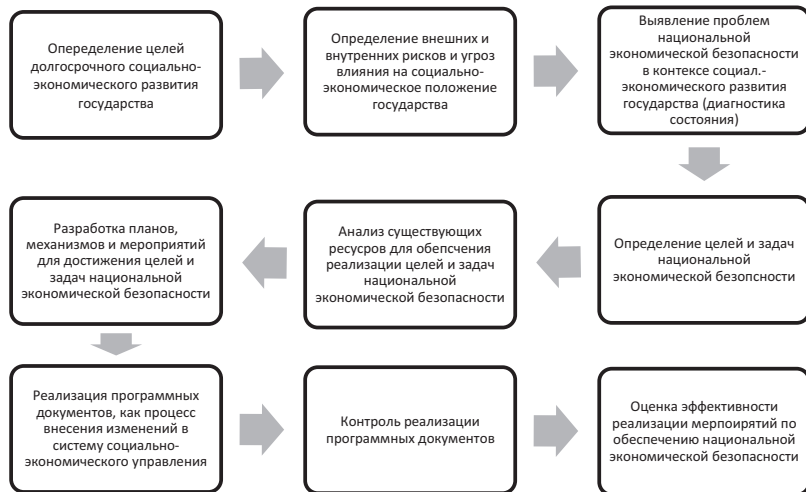 Опеределение целей
долгосрочного социально-
экономического развития
государства
Определение внешних и
внутренних рисков и угроз
влияния на социально-
экономическое положение
государства
Выявление проблем
национальной
экономической безопасности
в контексте социал.-
экономического развития
государства (диагностика
состояния)
Определение целей и задач
национальной
экономической безопсности
Анализ существующих
ресусров для обепсчения
реализации целей и задач
национальной
экономической безопасности
Разработка планов,
механизмов и мероприятий
для достижения целей и
задач национальной
экономической безопасности
Реализация программных
документов, как процесс
внесения изменений в
систему социально-
экономического управления
Контроль реализации
программных документов
Оценка эффективности
реализации мерпоирятий по
обеспечению национальной
экономической безопасности